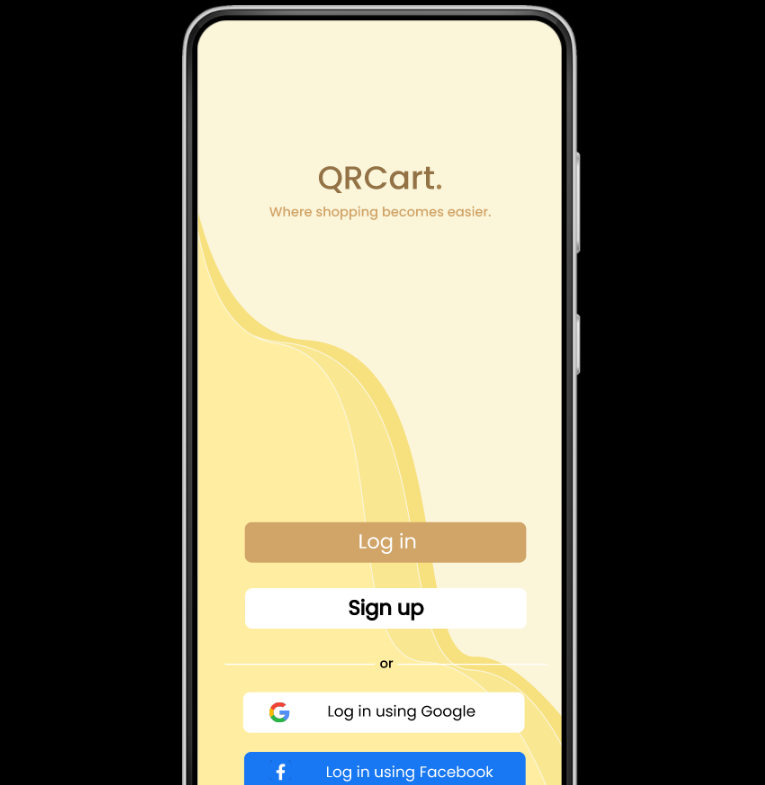 QRCart.
Where shopping becomes easier.
Log in
Sign up
or
Log in using Google
Log in using Facebook